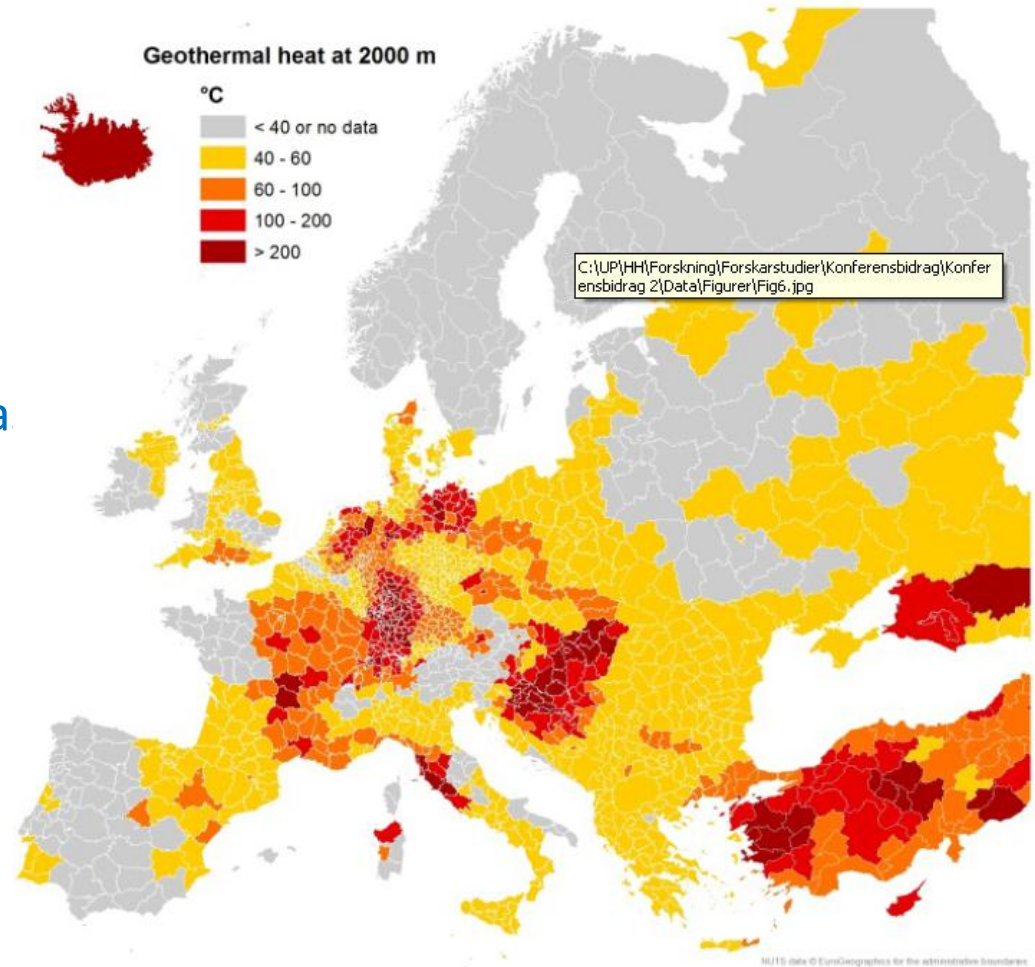 Geothermal heat at 2000 m
°C
< 40 or no data
40 - 60
60 - 100
100 - 200
> 200
C:\UP\HH\Forskning\Forskarstudier\Konferensbidrag\Konfer
ensbidrag 2\Data\Figurer\Fig6.jpg
a
NUTS data © EuroGeographics for the administrative boundaries